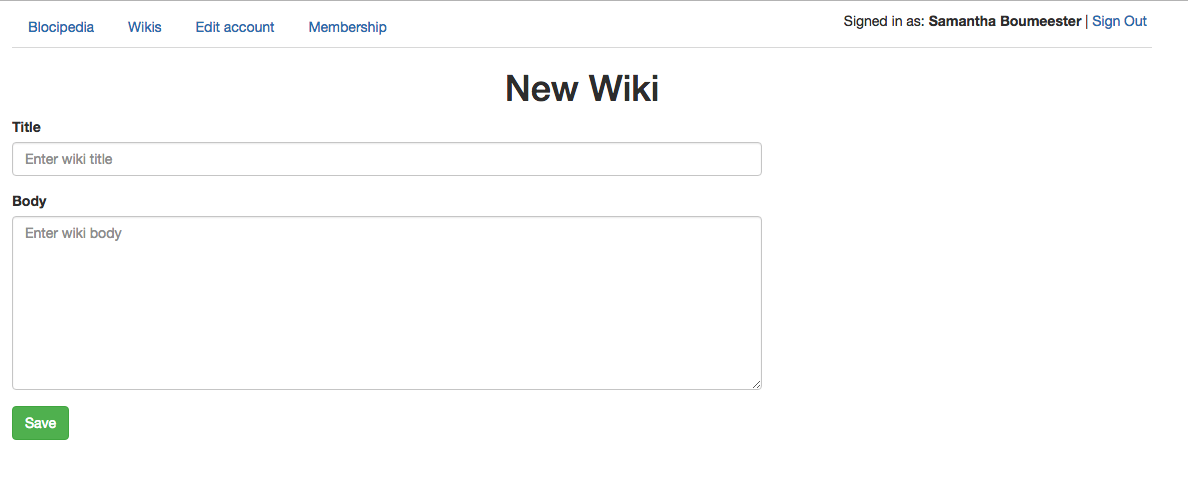 Blocipedia Wikis Edit account Membership Signed in as: Samantha Boumeester | Sign Out
New Wiki
Title
Enter wiki title
Body
Enter wiki body
Save